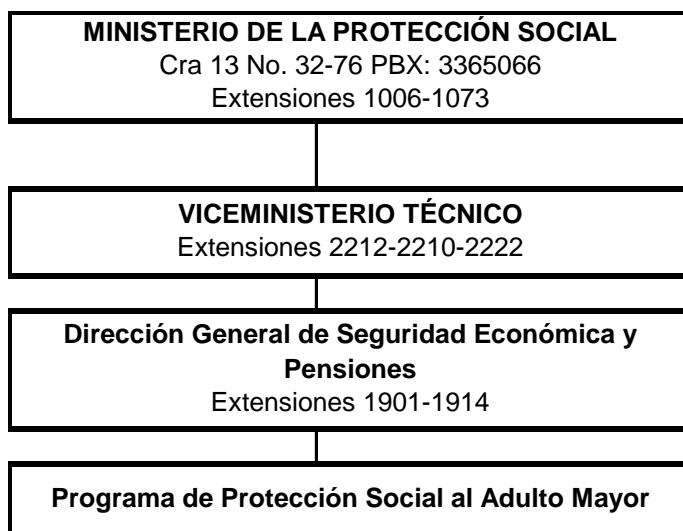 MINISTERIO DE LA PROTECCIÓN SOCIAL
Cra 13 No. 32-76 PBX: 3365066
Extensiones 1006-1073
VICEMINISTERIO TÉCNICO
Extensiones 2212-2210-2222
Dirección General de Seguridad Económica y
Pensiones
Extensiones 1901-1914
Programa de Protección Social al Adulto Mayor